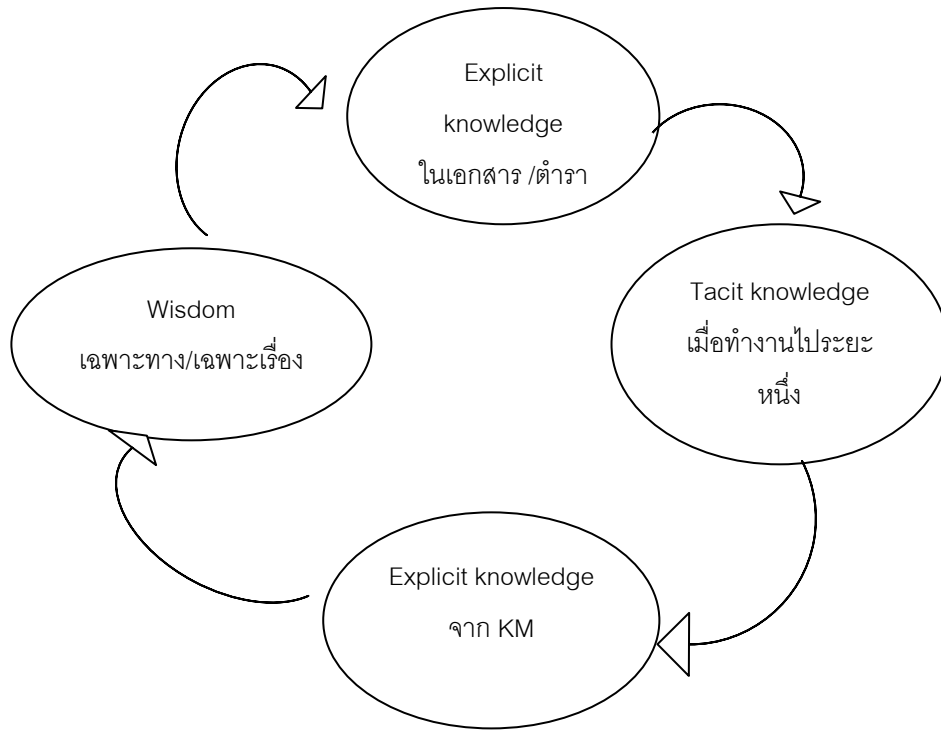 Explicit
knowledge
ในเอกสาร /ตำรา
Tacit knowledge
เมื่อทำงานไประยะ
หนึ่ง
Explicit knowledge
จาก KM
Wisdom
เฉพาะทาง/เฉพาะเรื่อง